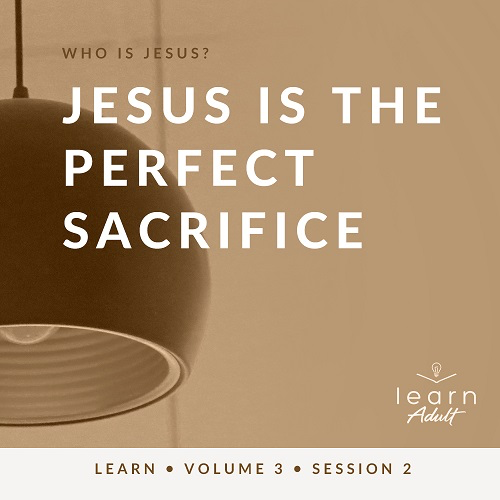 WHO IS JESUS?
JESUS IS THE
PERFECT
SACRIFICE
learn
Adult
LEARN • VOLUME 3 • SESSION 2